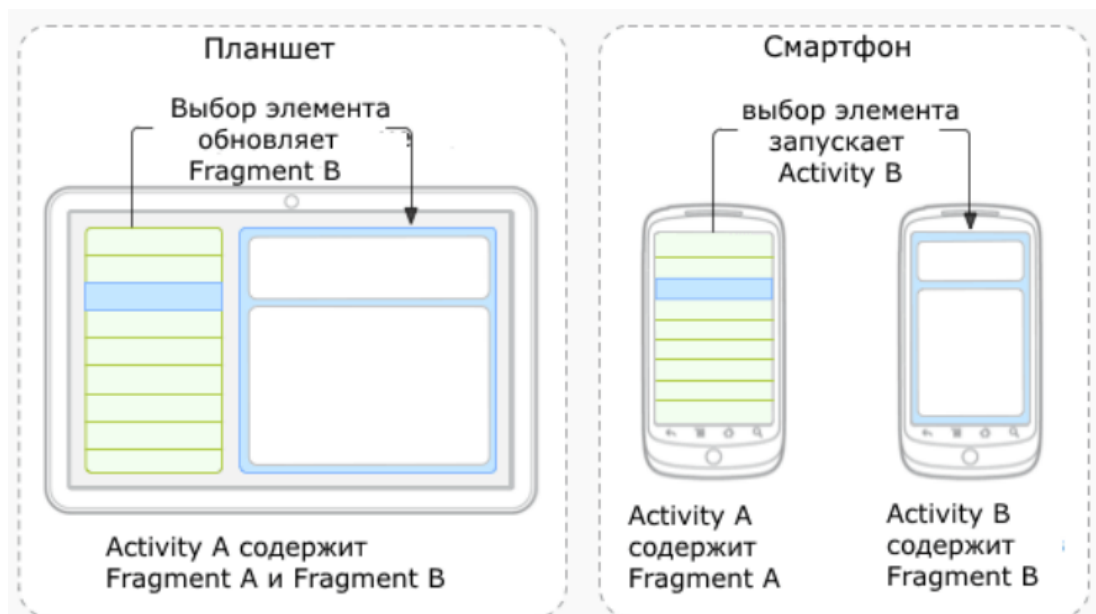 Планшет
Выбор элемента
обновляет
Fragment B
Activity A содержит
Fragment A и Fragment B
Смартфон
выбор элемента
запускает
Activity B
Activity A
содержит
Fragment A
Activity B
содержит
Fragment B